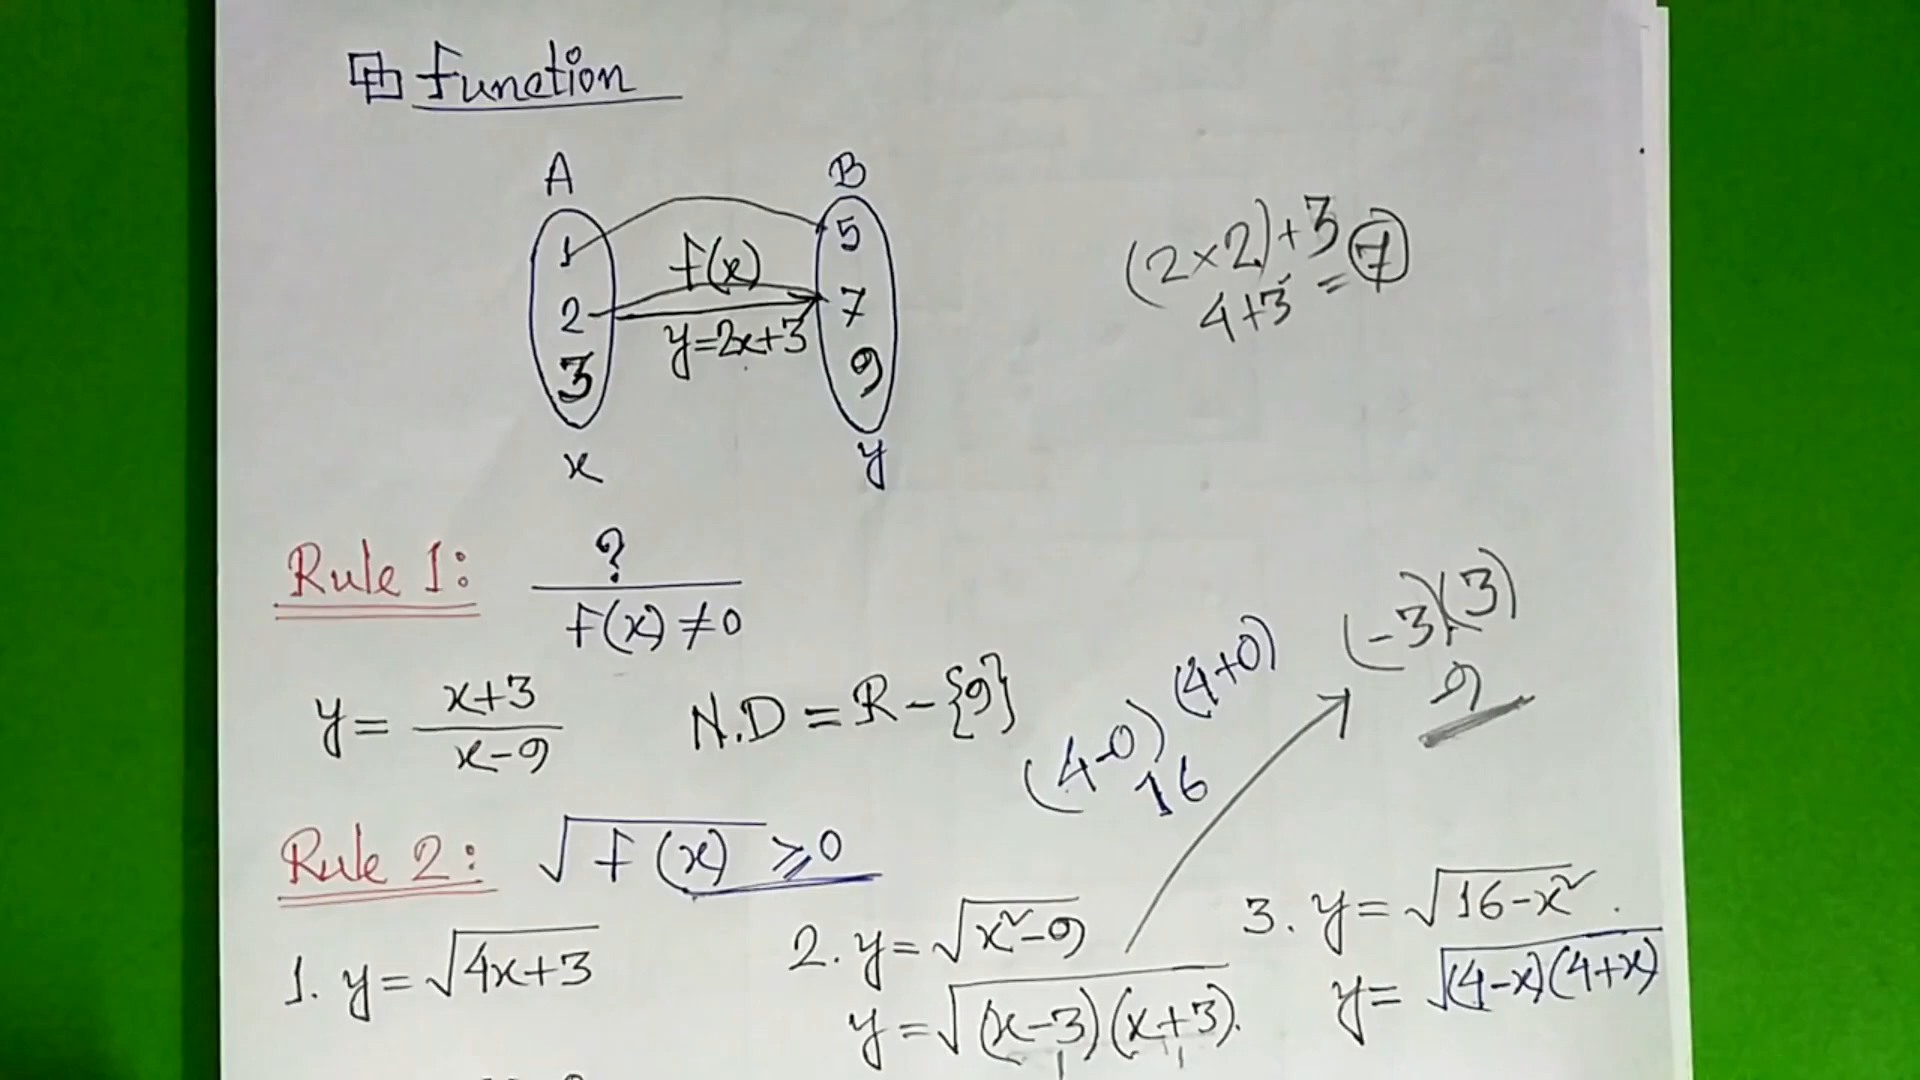 Function
A B
1 5
f(x)
2 7
y=2x+3
3 9
x y
(2×2)+3
4+3 = 7
Rule 1: ?
f(x) ≠ 0
y = x+3
x-9
N.D = R - {9}
(4-0) (4+0)
16
(-3)(3)
9
Rule 2: √f(x) ≥ 0
1. y = √4x+3
2. y = √x²-9
y = √(x-3)(x+3).
3. y = √16-x².
y = √(4-x)(4+x)